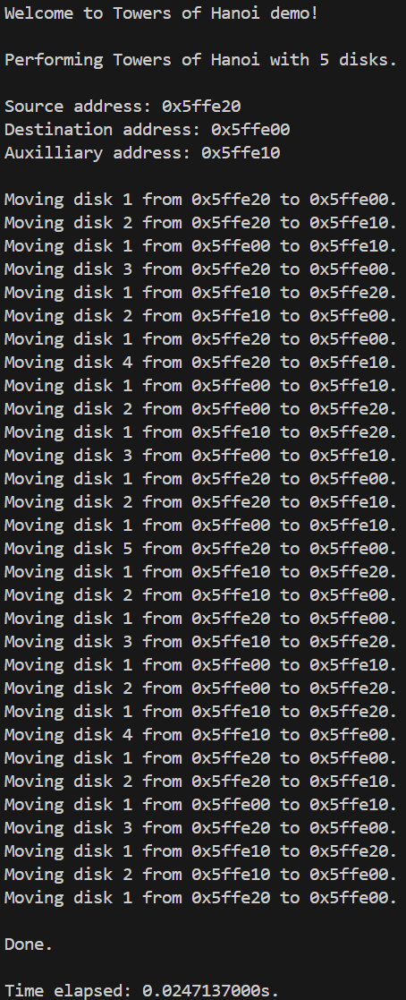 Welcome to Towers of Hanoi demo!
Performing Towers of Hanoi with 5 disks.
Source address: 0x5ffe20
Destination address: 0x5ffe00
Auxilliary address: 0x5ffe10
Moving disk 1 from 0x5ffe20 to 0x5ffe00.
Moving disk 2 from 0x5ffe20 to 0x5ffe10.
Moving disk 1 from 0x5ffe00 to 0x5ffe10.
Moving disk 3 from 0x5ffe20 to 0x5ffe00.
Moving disk 1 from 0x5ffe10 to 0x5ffe20.
Moving disk 2 from 0x5ffe10 to 0x5ffe00.
Moving disk 1 from 0x5ffe20 to 0x5ffe00.
Moving disk 4 from 0x5ffe20 to 0x5ffe10.
Moving disk 1 from 0x5ffe00 to 0x5ffe10.
Moving disk 2 from 0x5ffe00 to 0x5ffe20.
Moving disk 1 from 0x5ffe10 to 0x5ffe20.
Moving disk 3 from 0x5ffe00 to 0x5ffe10.
Moving disk 1 from 0x5ffe20 to 0x5ffe00.
Moving disk 2 from 0x5ffe20 to 0x5ffe10.
Moving disk 1 from 0x5ffe00 to 0x5ffe10.
Moving disk 5 from 0x5ffe20 to 0x5ffe00.
Moving disk 1 from 0x5ffe10 to 0x5ffe20.
Moving disk 2 from 0x5ffe10 to 0x5ffe00.
Moving disk 1 from 0x5ffe20 to 0x5ffe00.
Moving disk 3 from 0x5ffe10 to 0x5ffe20.
Moving disk 1 from 0x5ffe00 to 0x5ffe10.
Moving disk 2 from 0x5ffe00 to 0x5ffe20.
Moving disk 1 from 0x5ffe10 to 0x5ffe20.
Moving disk 4 from 0x5ffe10 to 0x5ffe00.
Moving disk 1 from 0x5ffe20 to 0x5ffe00.
Moving disk 2 from 0x5ffe20 to 0x5ffe10.
Moving disk 1 from 0x5ffe00 to 0x5ffe10.
Moving disk 3 from 0x5ffe20 to 0x5ffe00.
Moving disk 1 from 0x5ffe10 to 0x5ffe20.
Moving disk 2 from 0x5ffe10 to 0x5ffe00.
Moving disk 1 from 0x5ffe20 to 0x5ffe00.
Done.
Time elapsed: 0.0247137000s.